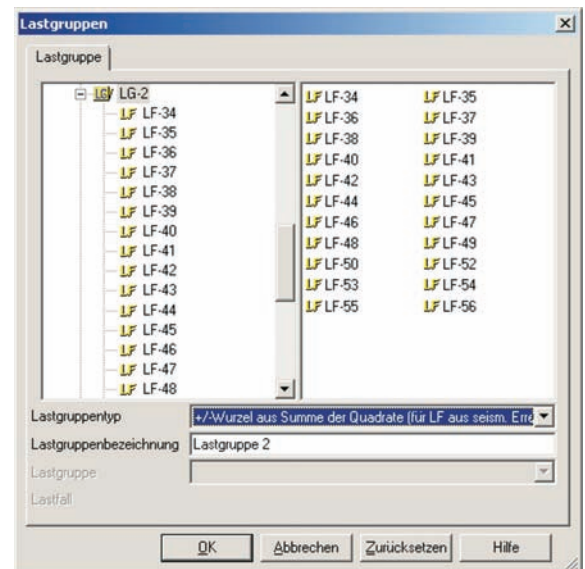 Lastgruppen
Lastgruppe
LG-2
LF LF-34
LF LF-35
LF LF-36
LF LF-37
LF LF-38
LF LF-39
LF LF-40
LF LF-41
LF LF-42
LF LF-43
LF LF-44
LF LF-45
LF LF-46
LF LF-47
LF LF-48
LF LF-34 LF LF-35
LF LF-36 LF LF-37
LF LF-38 LF LF-39
LF LF-40 LF LF-41
LF LF-42 LF LF-43
LF LF-44 LF LF-45
LF LF-46 LF LF-47
LF LF-48 LF LF-49
LF LF-50 LF LF-52
LF LF-53 LF LF-54
LF LF-55 LF LF-56
Lastgruppentyp +/-Wurzel aus Summe der Quadrate (für LF aus seism. Erre
Lastgruppenbezeichnung Lastgruppe 2
Lastgruppe
Lastfall
OK Abbrechen Zurücksetzen Hilfe